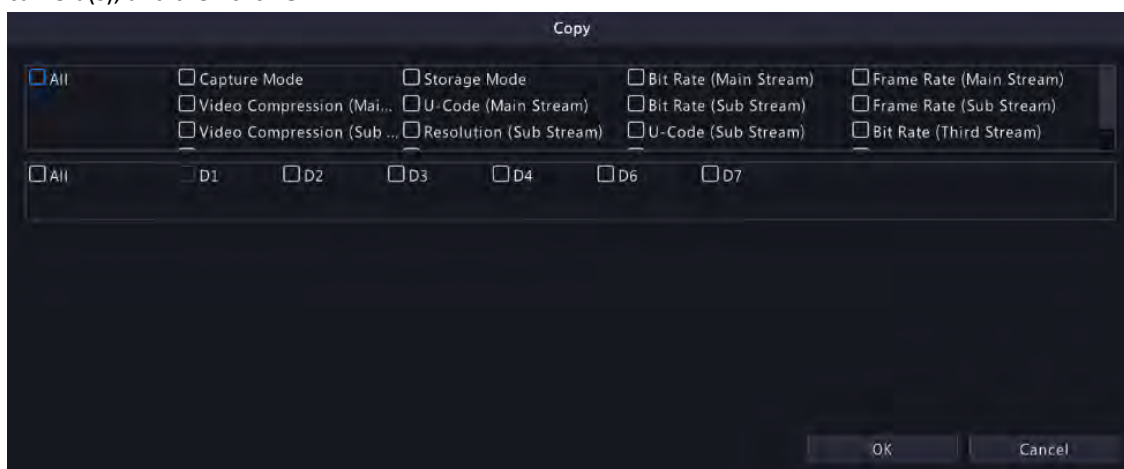 Copy
All Capture Mode Storage Mode Bit Rate (Main Stream) Frame Rate (Main Stream)
Video Compression (Mai... U-Code (Main Stream) Bit Rate (Sub Stream) Frame Rate (Sub Stream)
Video Compression (Sub ... Resolution (Sub Stream) U-Code (Sub Stream) Bit Rate (Third Stream)
All D1 D2 D3 D4 D6 D7
OK Cancel